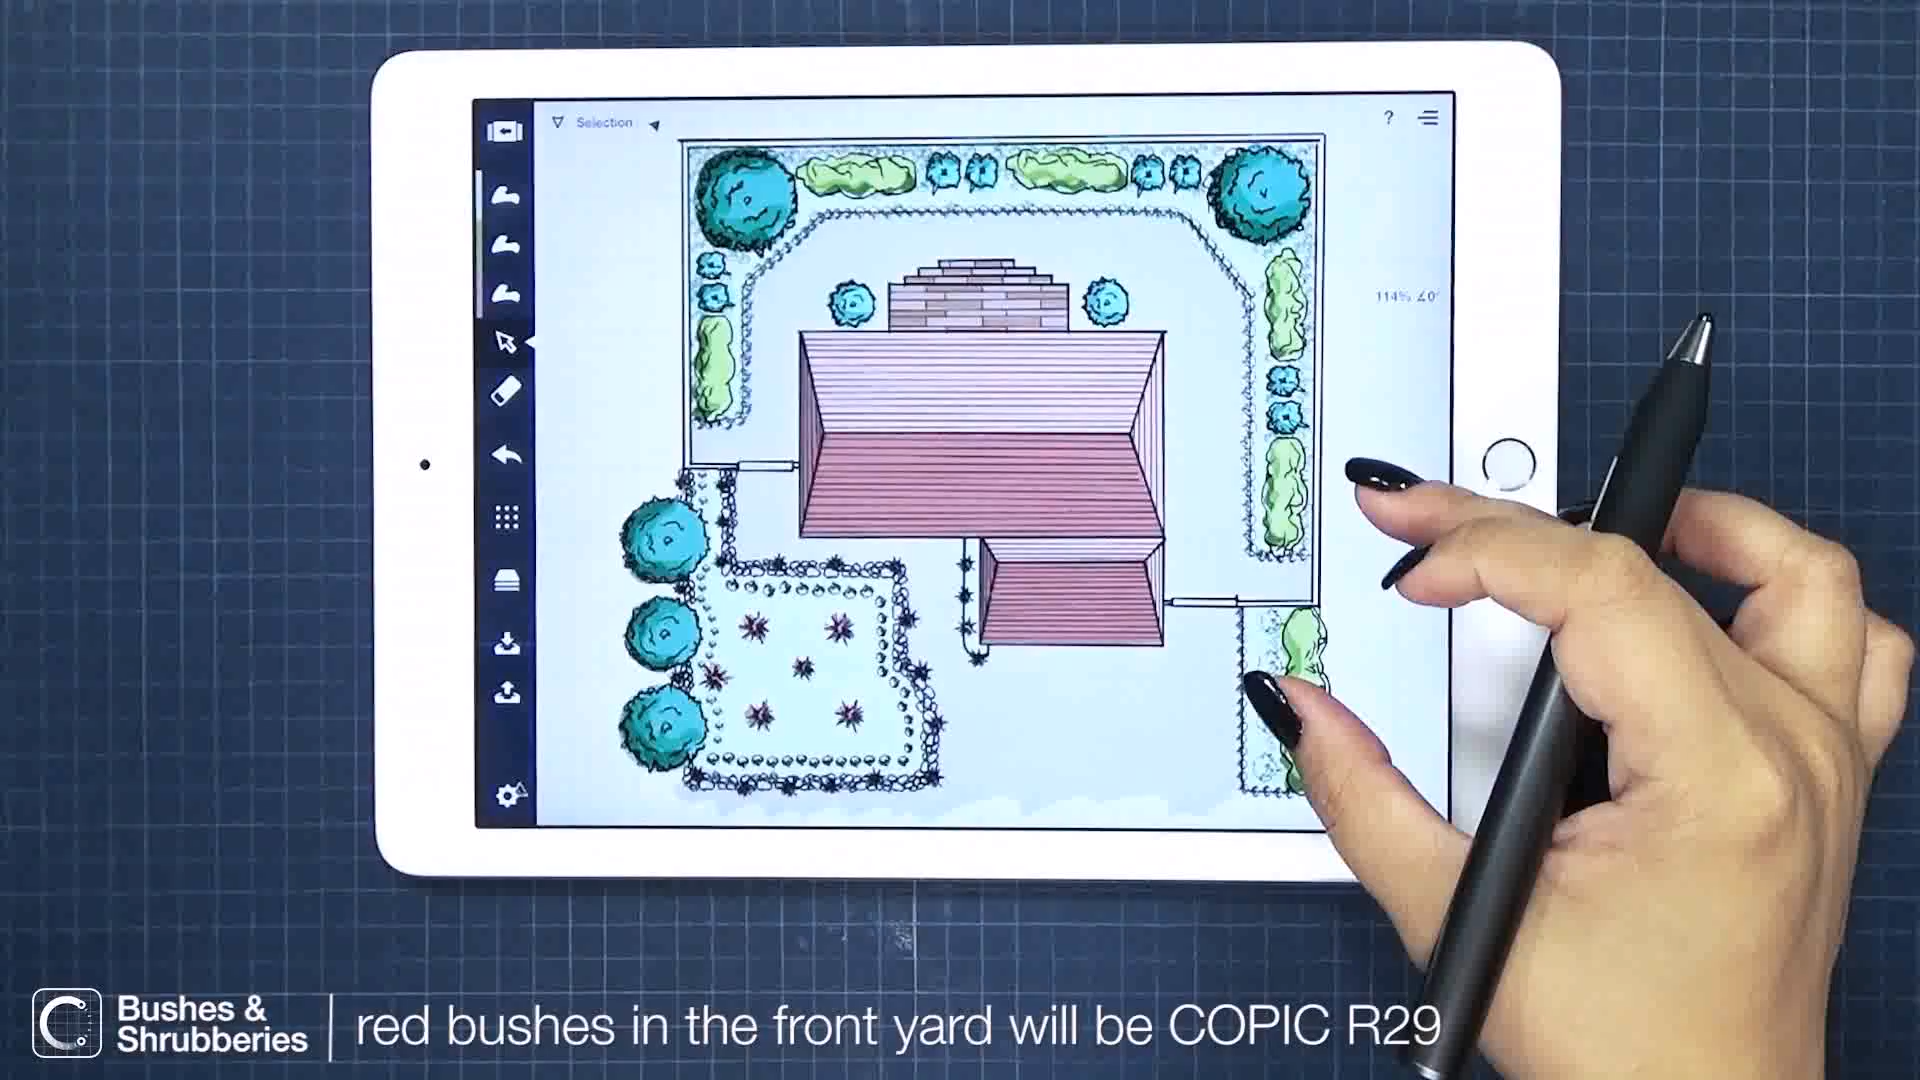 Selection
?
114% ∠0°
Bushes &
Shrubberies
red bushes in the front yard will be COPIC R29